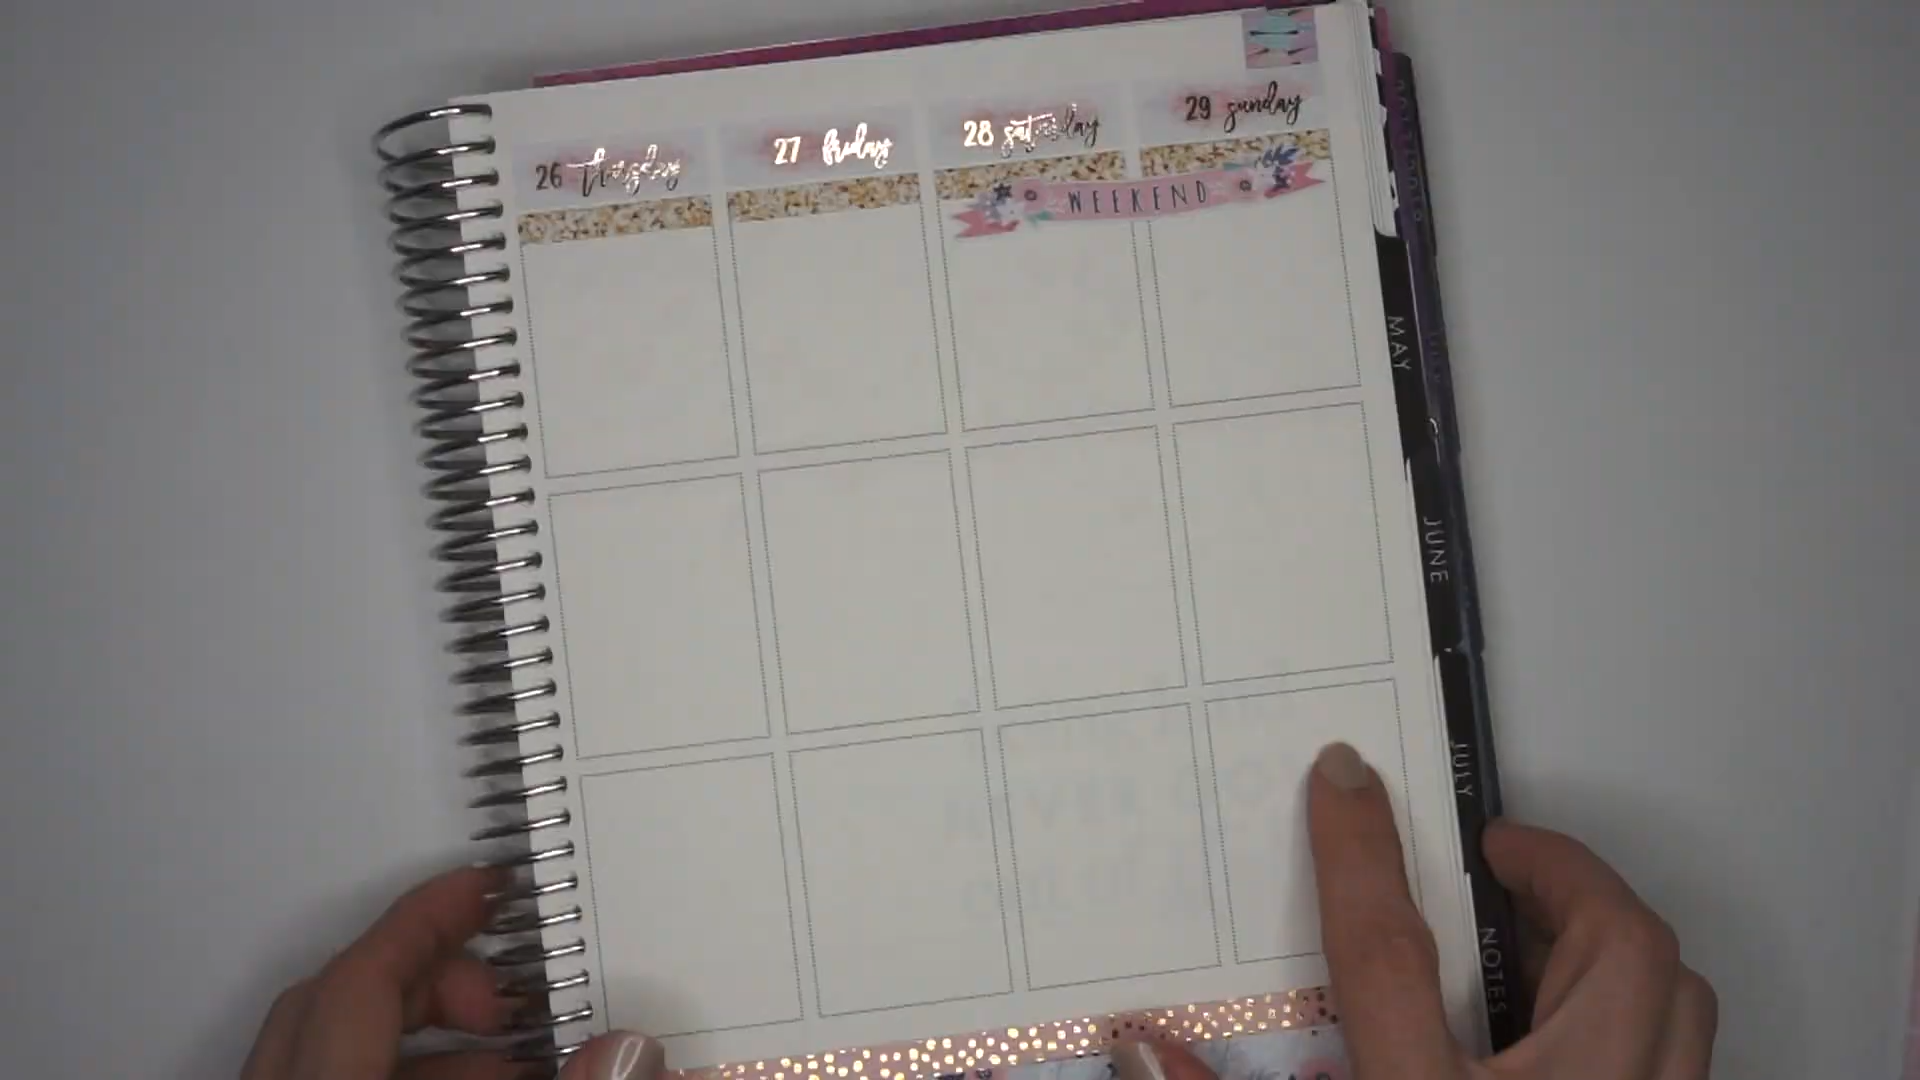 26 thursday
27 friday
28 saturday
29 sunday
WEEKEND
MAY
JUNE
JULY
NOTES